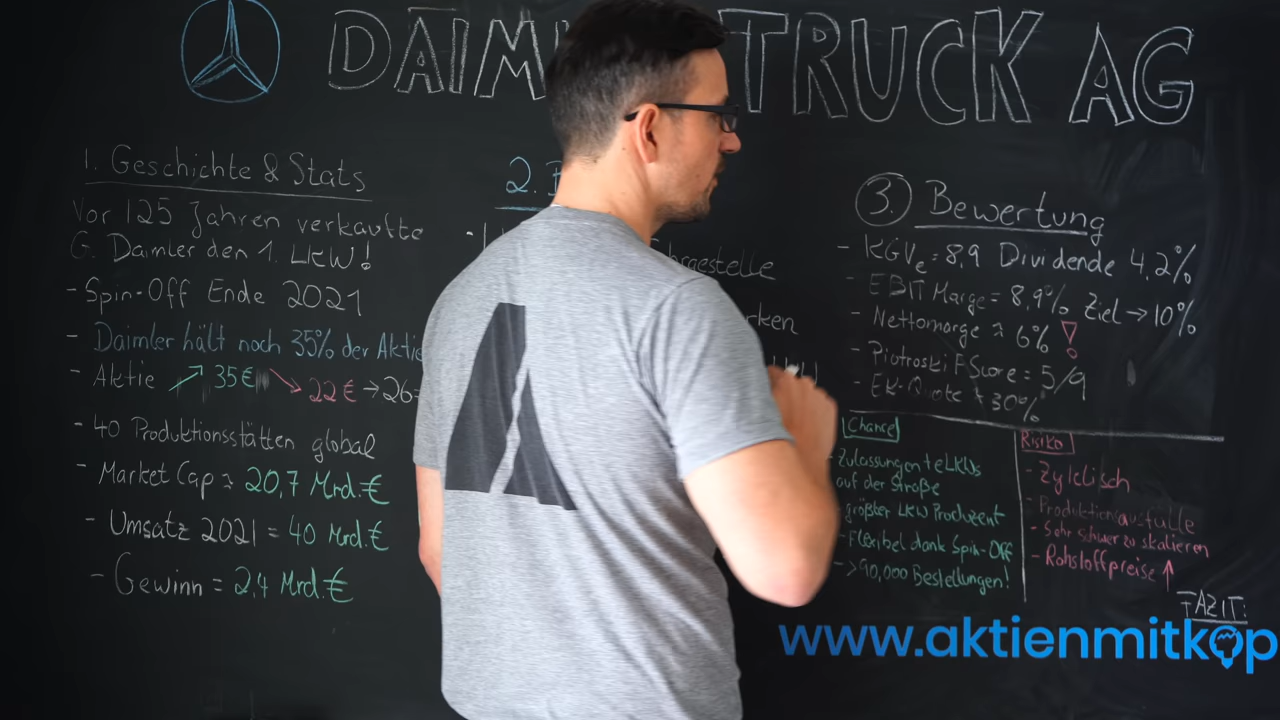 DAIM TRUCK AG
1. Geschichte & Stats
Vor 125 Jahren verkaufte
G. Daimler den 1. LKW!
- Spin-Off Ende 2021
- Daimler hält noch 35% der Aktie
- Aktie ↗ 35€ ↘ 22€ → 26
- 40 Produktionsstätten global
- Market Cap ≈ 20,7 Mrd. €
- Umsatz 2021 = 40 Mrd. €
- Gewinn = 2,4 Mrd. €
2.
hrgestelle
rken
3. Bewertung
- KGVe = 8,9 Dividende 4,2%
- EBIT Marge = 8,9% Ziel → 10%
- Nettomarge ≈ 6% !
- Piotroski F Score = 5/9
- EK-Quote ≈ 30%
Chance
- Zulassungen + eLKWs
auf der Straße
größter LKW Produzent
- Flexibel dank Spin-Off
- >90,000 Bestellungen!
Risiko
- Zyklisch
- Produktionsausfälle
- Sehr schwer zu skalieren
- Rohstoffpreise ↑
FAZIT:
www.aktienmitkop